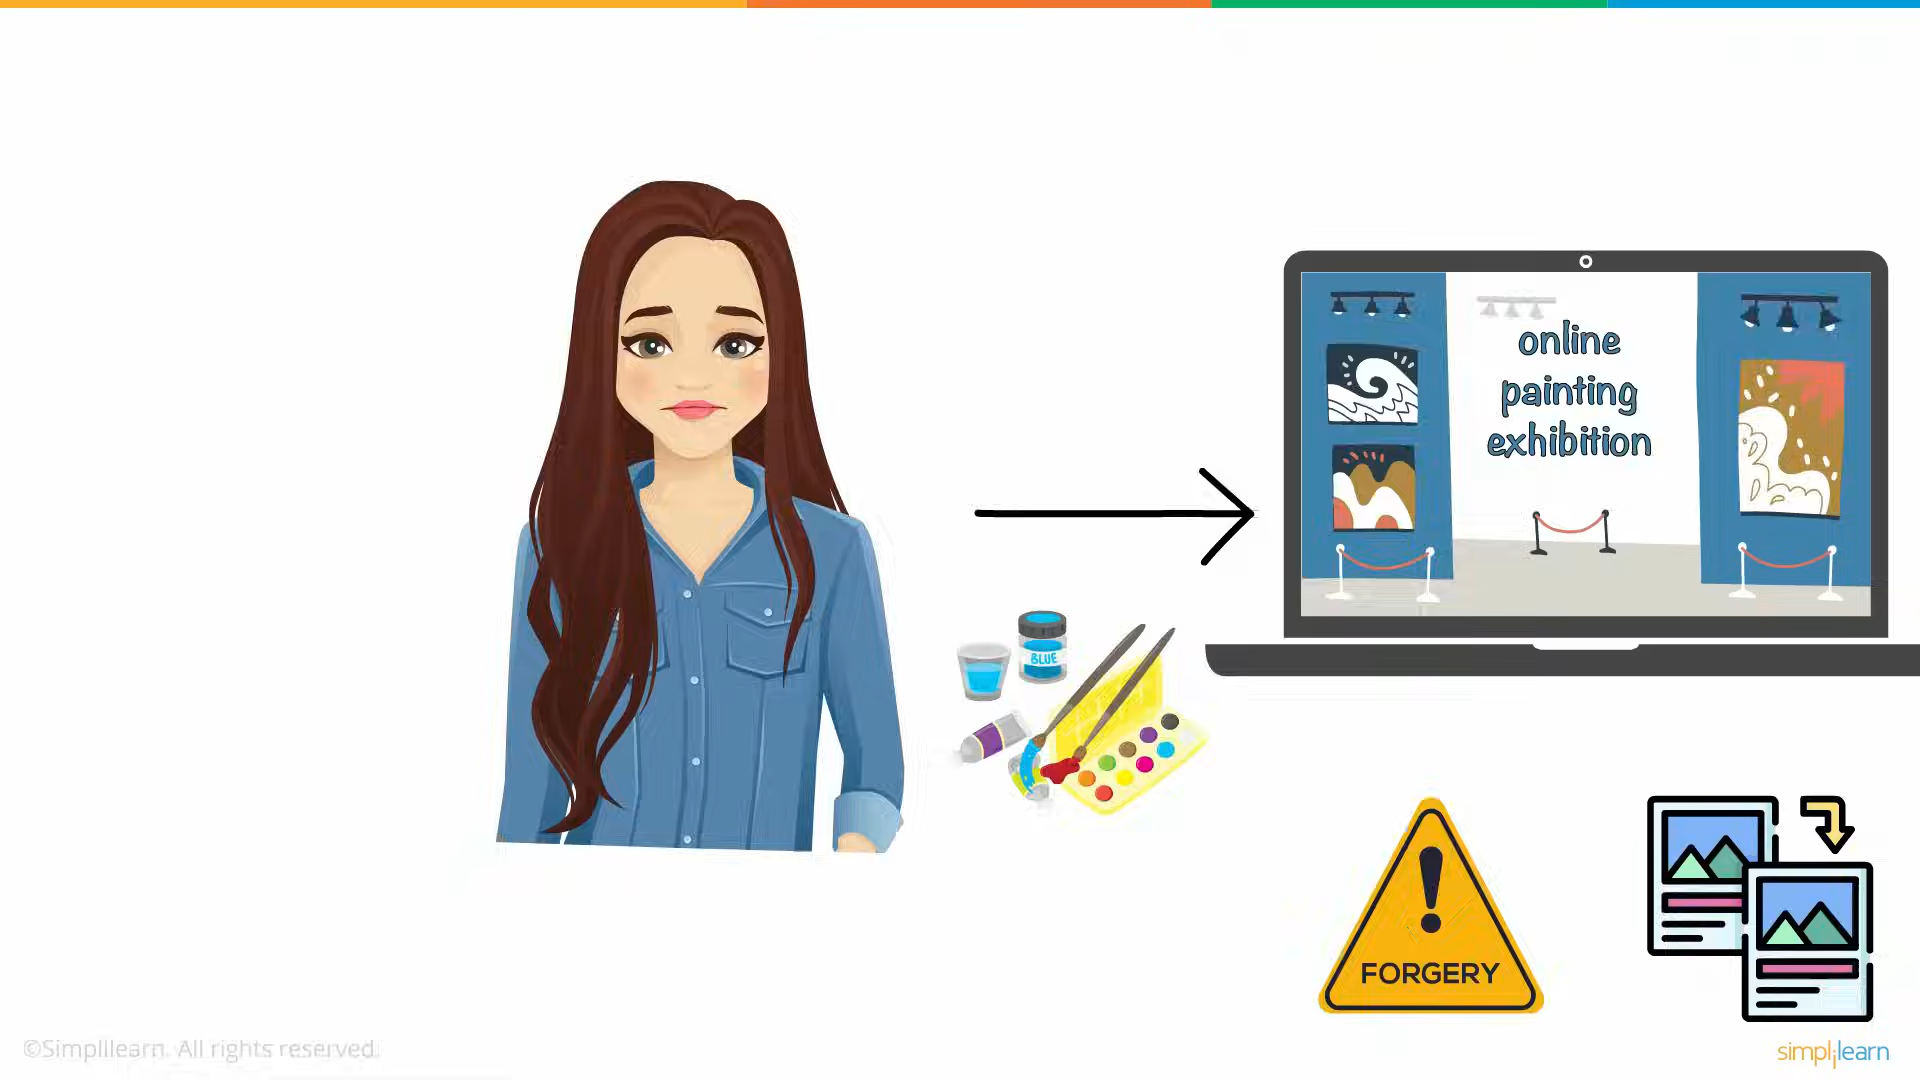 online
painting
exhibition
BLUE
FORGERY
©Simplilearn. All rights reserved.
simplilearn